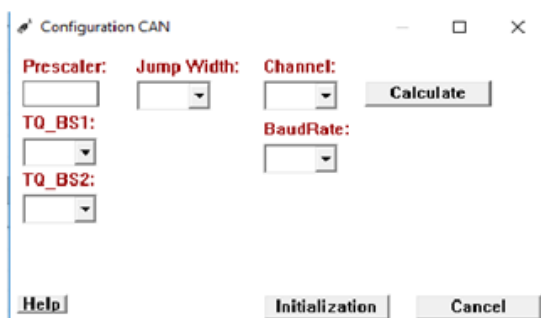 Configuration CAN
Prescaler: Jump Width: Channel:
Calculate
TQ_BS1: BaudRate:
TQ_BS2:
Help Initialization Cancel